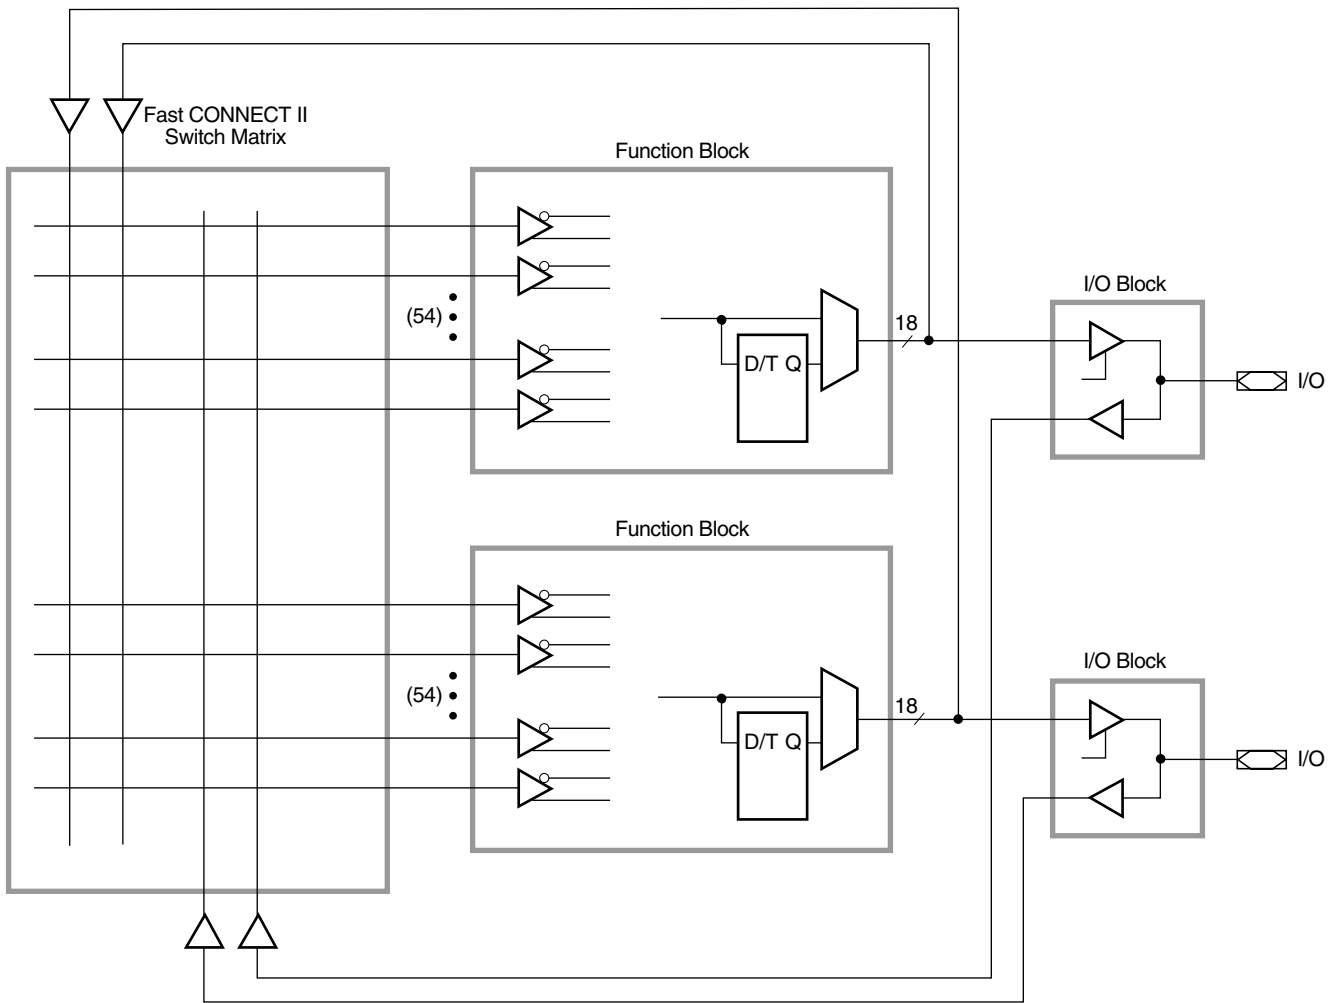 Fast CONNECT II
Switch Matrix
Function Block
(54)
D/T Q
18
I/O Block
I/O
Function Block
(54)
D/T Q
18
I/O Block
I/O